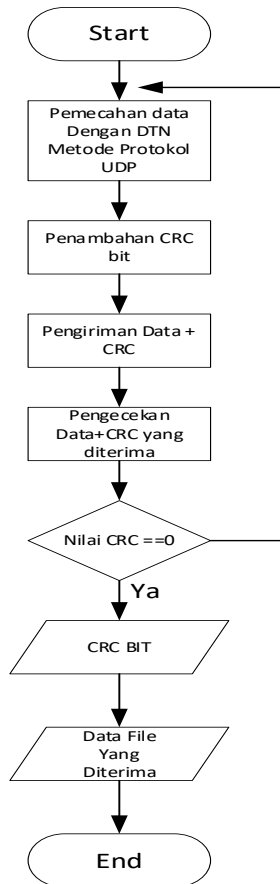 Start
Pemecahan data
Dengan DTN
Metode Protokol
UDP
Penambahan CRC
bit
Pengiriman Data +
CRC
Pengecekan
Data+CRC yang
diterima
Nilai CRC ==0
Ya
CRC BIT
Data File
Yang
Diterima
End